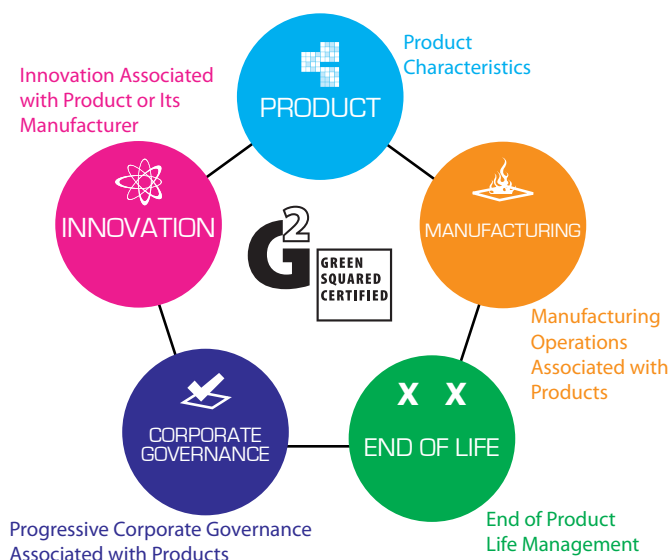 Product
Characteristics
PRODUCT
Innovation Associated
with Product or Its
Manufacturer
INNOVATION
MANUFACTURING
G2
GREEN
SQUARED
CERTIFIED
Manufacturing
Operations
Associated with
Products
X X
END OF LIFE
CORPORATE
GOVERNANCE
End of Product
Life Management
Progressive Corporate Governance
Associated with Products